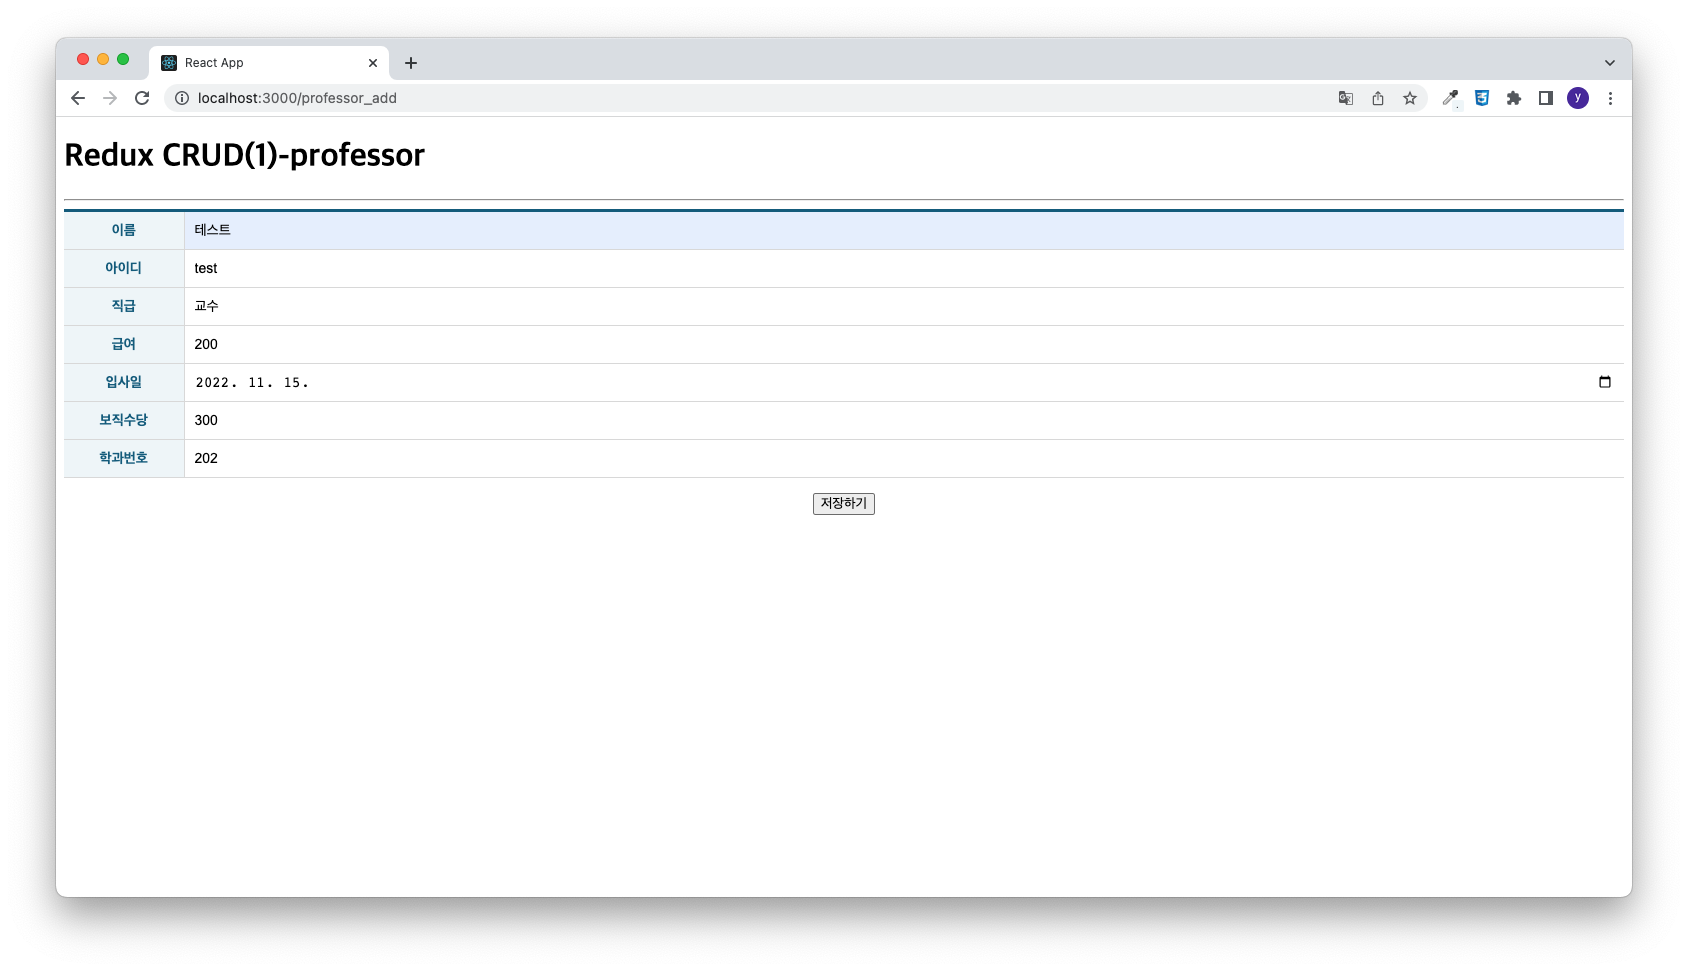 React App
localhost:3000/professor_add
y
Redux CRUD(1)-professor
이름 테스트
아이디 test
직급 교수
급여 200
입사일 2022. 11. 15.
보직수당 300
학과번호 202
저장하기